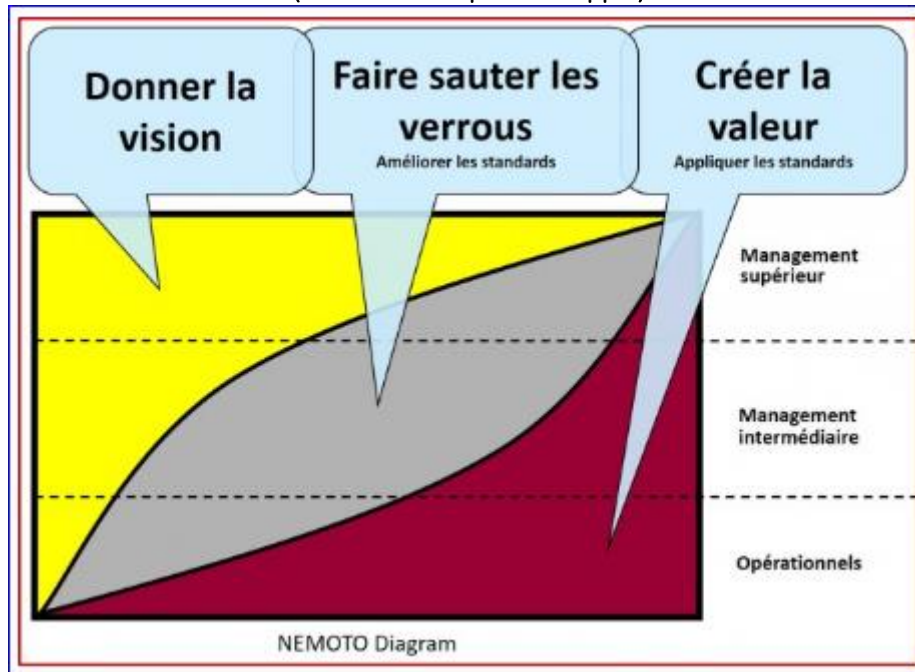 Donner la
vision
Faire sauter les
verrous
Améliorer les standards
Créer la
valeur
Appliquer les standards
Management
supérieur
Management
intermédiaire
Opérationnels
NEMOTO Diagram